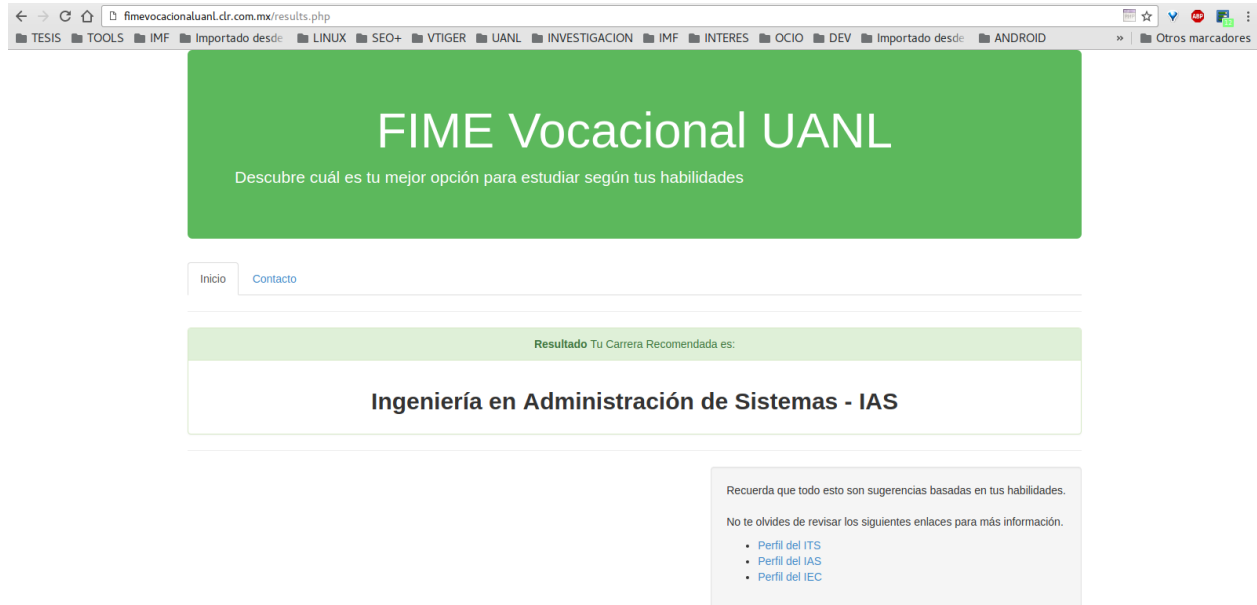 fimevocacionaluanl.clr.com.mx/results.php
TESIS TOOLS IMF Importado desde LINUX SEO+ VTIGER UANL INVESTIGACION IMF INTERES OCIO DEV Importado desde ANDROID » Otros marcadores
FIME Vocacional UANL
Descubre cuál es tu mejor opción para estudiar según tus habilidades
Inicio Contacto
Resultado Tu Carrera Recomendada es:
Ingeniería en Administración de Sistemas - IAS
Recuerda que todo esto son sugerencias basadas en tus habilidades.
No te olvides de revisar los siguientes enlaces para más información.
• Perfil del ITS
• Perfil del IAS
• Perfil del IEC